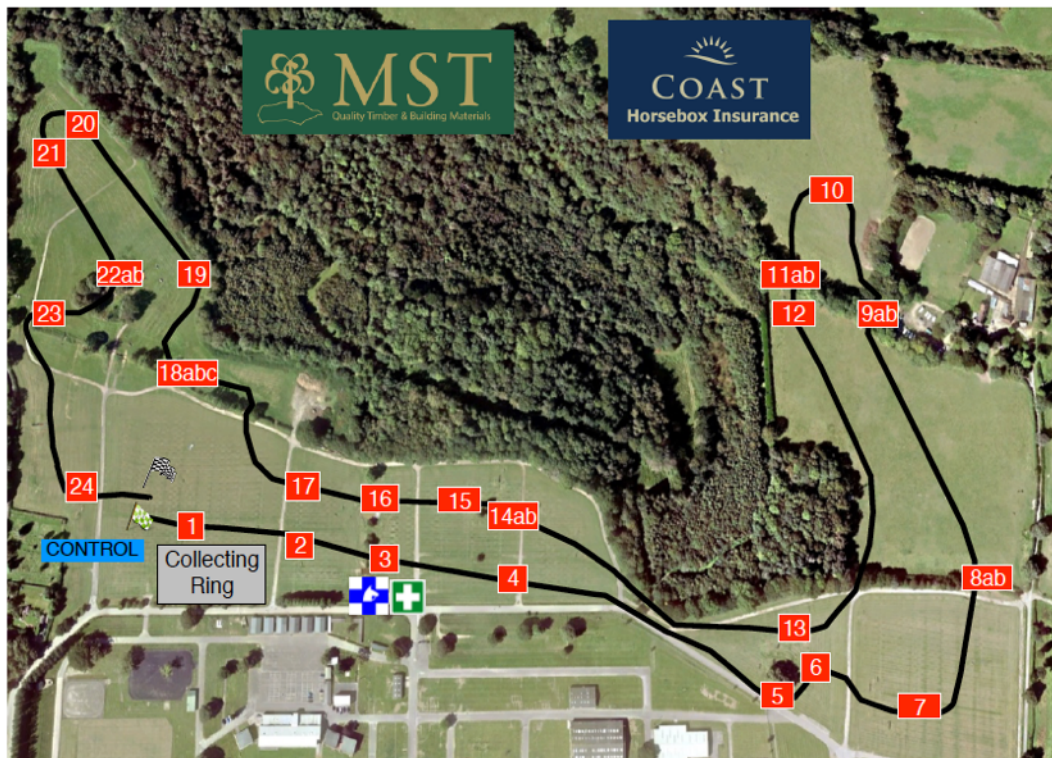 MST
Quality Timber & Building Materials
COAST
Horsebox Insurance
20
21
10
22ab
19
11ab
23
12
9ab
18abc
24
17
16
15
14ab
1
2
CONTROL
Collecting
Ring
3
4
8ab
13
6
5
7